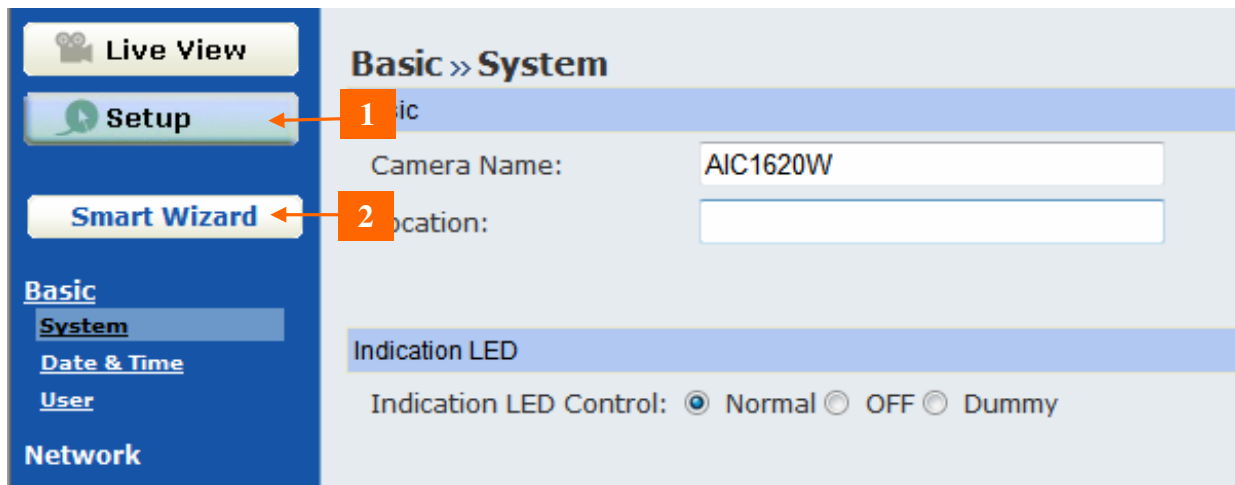 Live View
Setup
Smart Wizard
Basic
System
Date & Time
User
Network
Basic » System
1
sic
Camera Name: AIC1620W
2
ocation:
Indication LED
Indication LED Control: Normal OFF Dummy